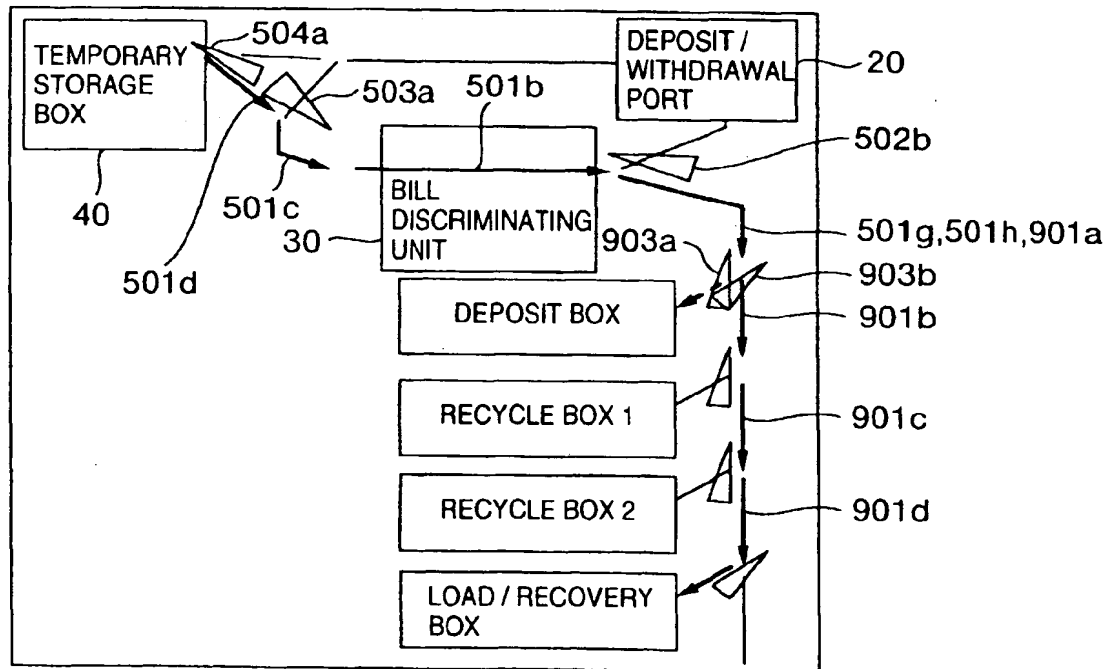 504a
TEMPORARY
STORAGE
BOX
DEPOSIT /
WITHDRAWAL
PORT
20
503a
501b
502b
501c
BILL
DISCRIMINATING
UNIT
40
30
501d
501g,501h,901a
903a
903b
DEPOSIT BOX
901b
RECYCLE BOX 1
901c
RECYCLE BOX 2
901d
LOAD / RECOVERY
BOX